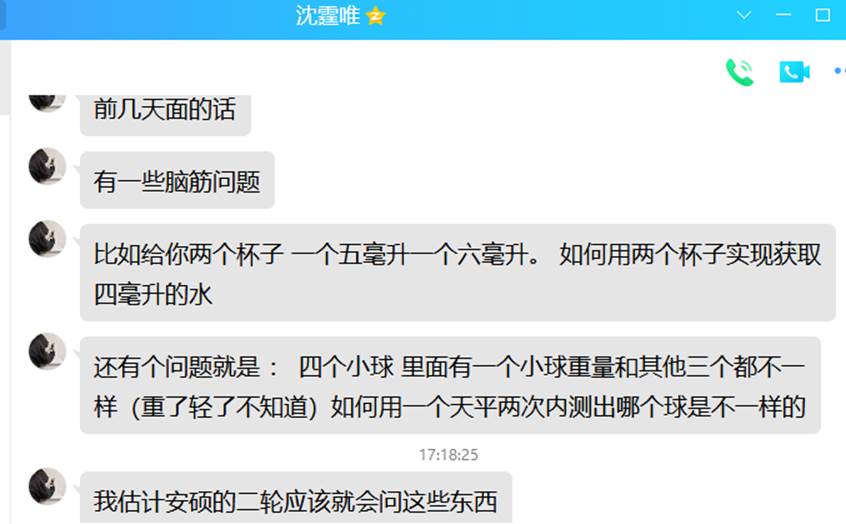 沈霆唯
前几天面的话
有一些脑筋问题
比如给你两个杯子 一个五毫升一个六毫升。 如何用两个杯子实现获取
四毫升的水
还有个问题就是： 四个小球 里面有一个小球重量和其他三个都不一
样（重了轻了不知道）如何用一个天平两次内测出哪个球是不一样的
17:18:25
我估计安硕的二轮应该就会问这些东西